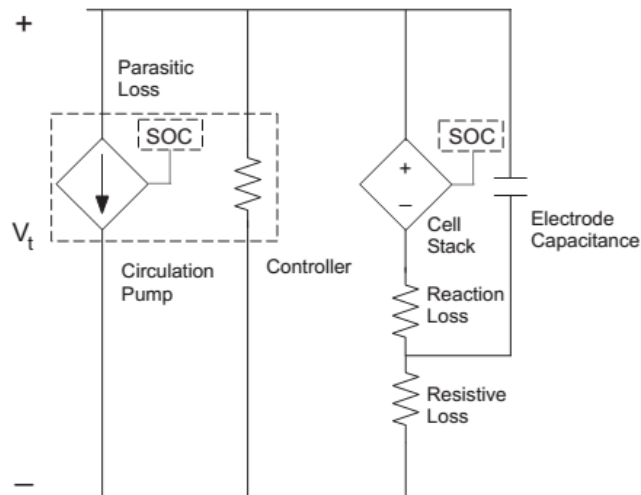 +
Parasitic
Loss
SOC
SOC
+
−
V_t
Cell
Stack
Electrode
Capacitance
Circulation
Pump
Controller
Reaction
Loss
Resistive
Loss
−